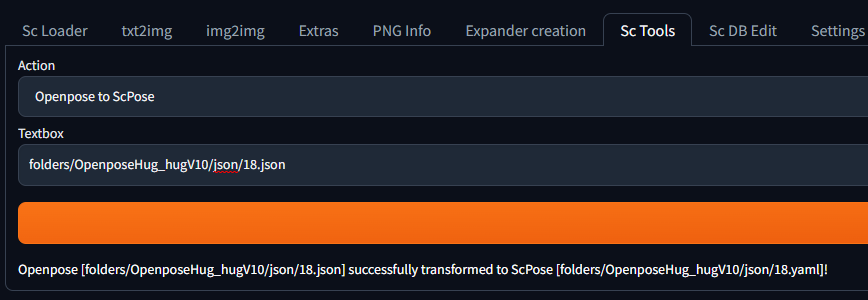 Sc Loader txt2img img2img Extras PNG Info Expander creation Sc Tools Sc DB Edit Settings
Action
Openpose to ScPose
Textbox
folders/OpenposeHug_hugV10/json/18.json
Openpose [folders/OpenposeHug_hugV10/json/18.json] successfully transformed to ScPose [folders/OpenposeHug_hugV10/json/18.yaml]!